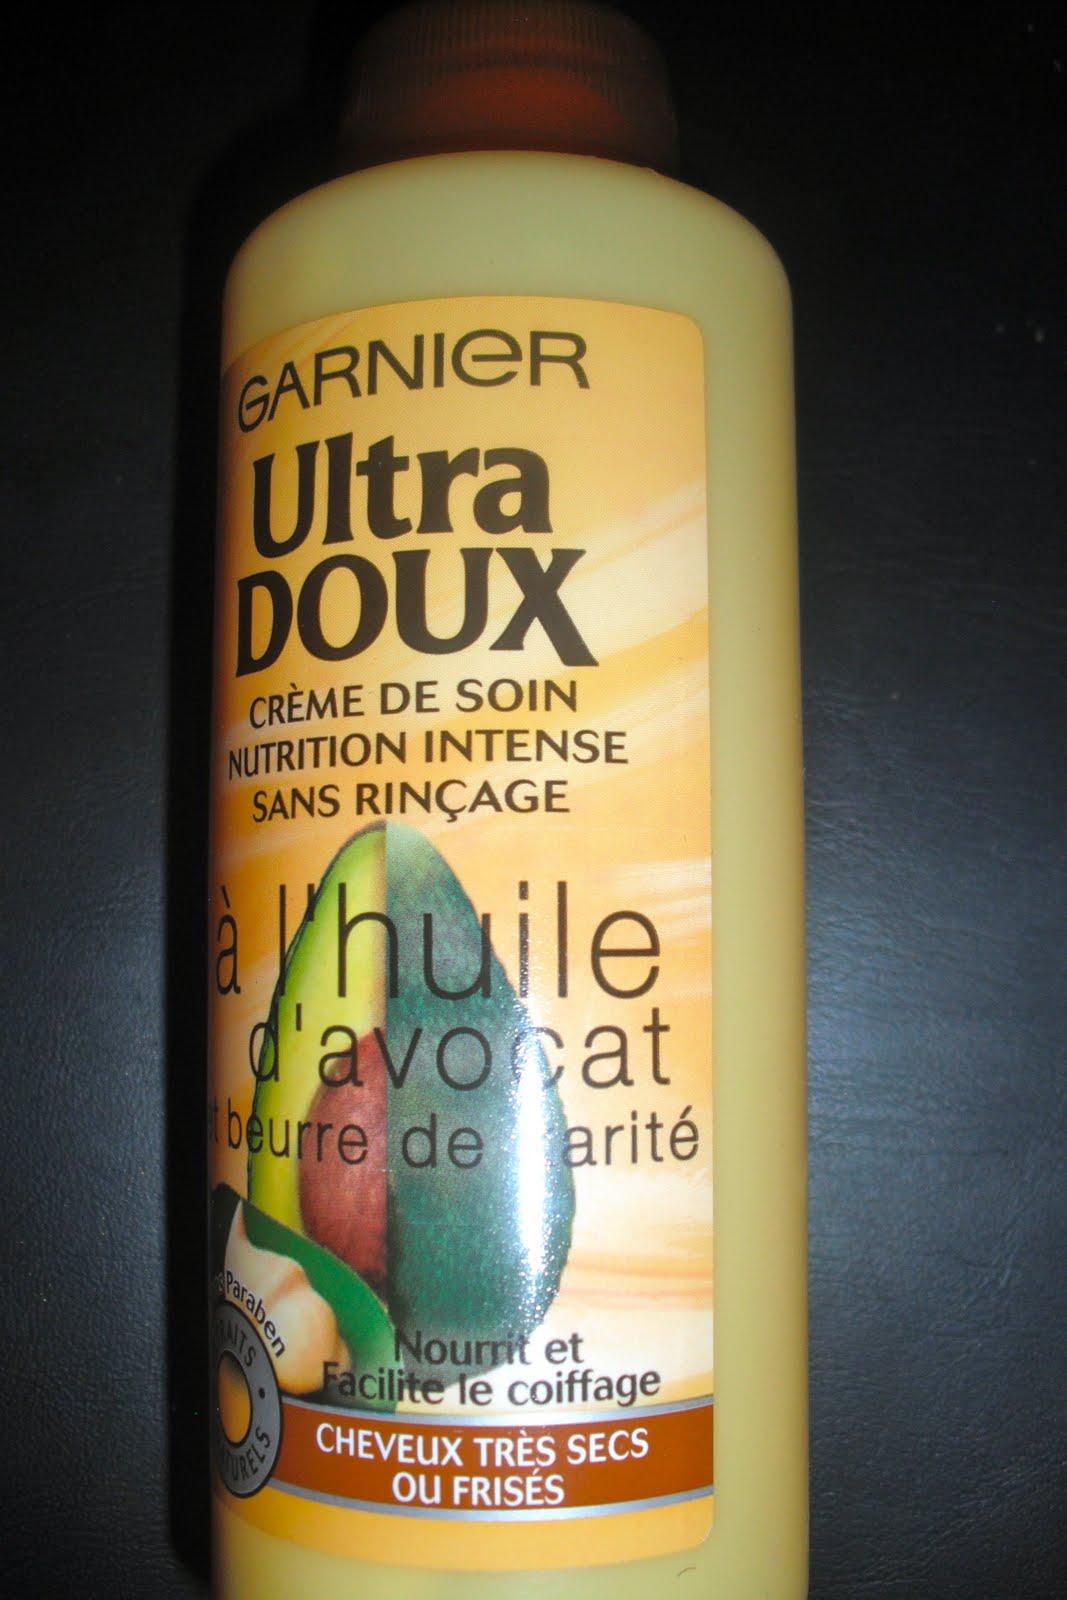 GARNIER
Ultra
DOUX
CRÈME DE SOIN
NUTRITION INTENSE
SANS RINÇAGE
à l'huile
d'avocat
beurre de
Paraben
Nourrit et
Facilite le coiffage
CHEVEUX TRÈS SECS
OU FRISÉS